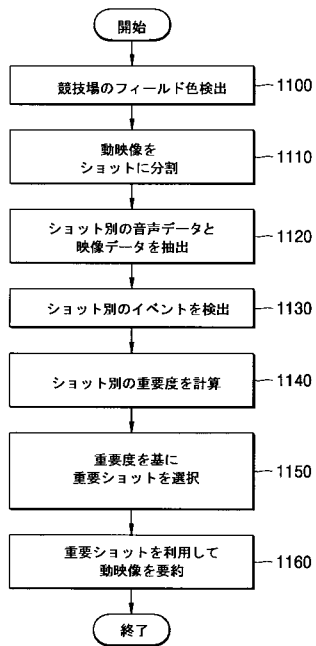 開始
競技場のフィールド色検出
1100
動映像を
ショットに分割
1110
ショット別の音声データと
映像データを抽出
1120
ショット別のイベントを検出
1130
ショット別の重要度を計算
1140
重要度を基に
重要ショットを選択
1150
重要ショットを利用して
動映像を要約
1160
終了